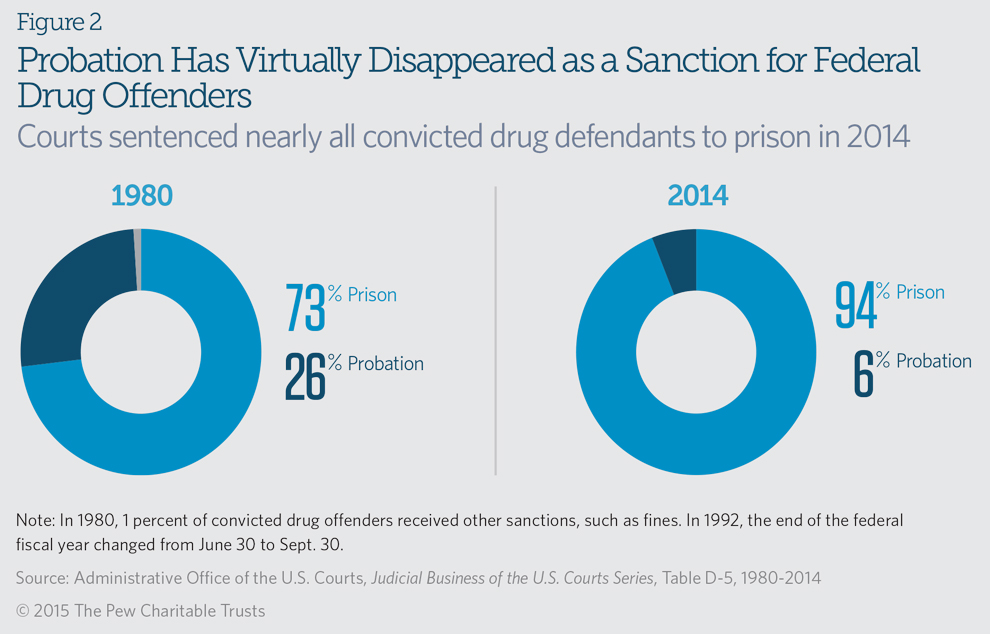 Figure 2
Probation Has Virtually Disappeared as a Sanction for Federal
Drug Offenders
Courts sentenced nearly all convicted drug defendants to prison in 2014
1980
73% Prison
26% Probation
2014
94% Prison
6% Probation
Note: In 1980, 1 percent of convicted drug offenders received other sanctions, such as fines. In 1992, the end of the federal
fiscal year changed from June 30 to Sept. 30.
Source: Administrative Office of the U.S. Courts, Judicial Business of the U.S. Courts Series, Table D-5, 1980-2014
© 2015 The Pew Charitable Trusts